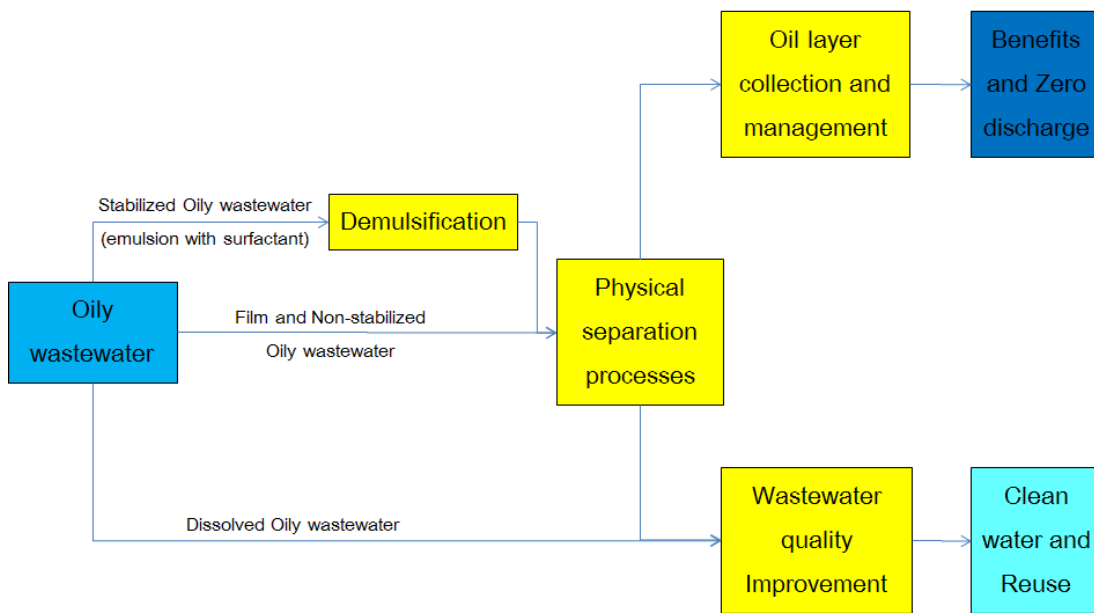 Oil layer
collection and
management
Benefits
and Zero
discharge
Stabilized Oily wastewater
(emulsion with surfactant)
Demulsification
Oily
wastewater
Film and Non-stabilized
Oily wastewater
Physical
separation
processes
Dissolved Oily wastewater
Wastewater
quality
Improvement
Clean
water and
Reuse